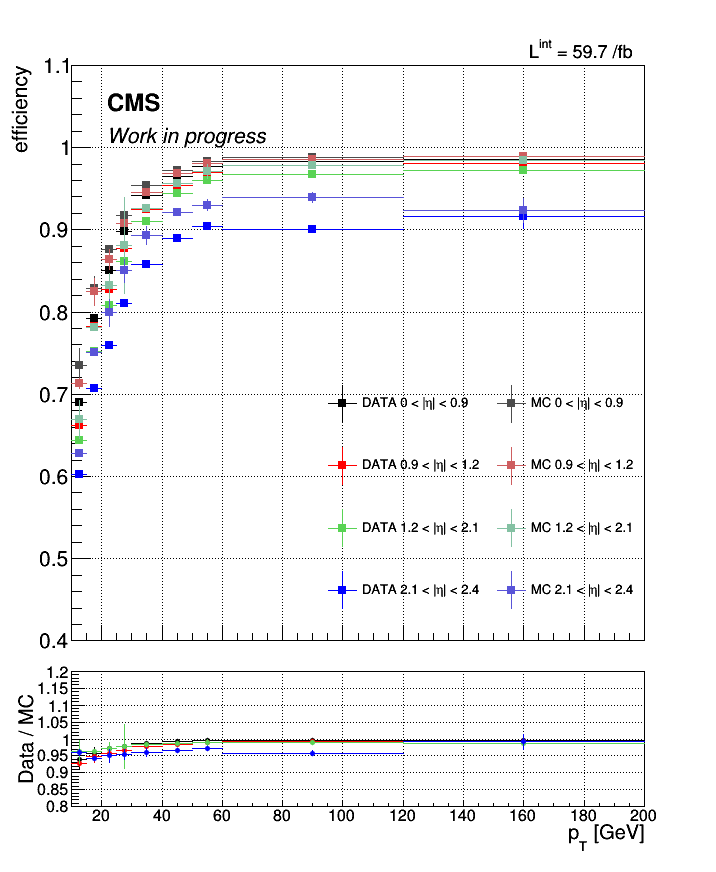 L^int = 59.7 /fb
efficiency
1.1
CMS
Work in progress
1
0.9
0.8
0.7
DATA 0 < |η| < 0.9
MC 0 < |η| < 0.9
0.6
DATA 0.9 < |η| < 1.2
MC 0.9 < |η| < 1.2
0.5
DATA 1.2 < |η| < 2.1
MC 1.2 < |η| < 2.1
DATA 2.1 < |η| < 2.4
MC 2.1 < |η| < 2.4
0.4
Data / MC
1.2
1.15
1.1
1.05
1
0.95
0.9
0.85
0.8
20 40 60 80 100 120 140 160 180 200
p_T [GeV]